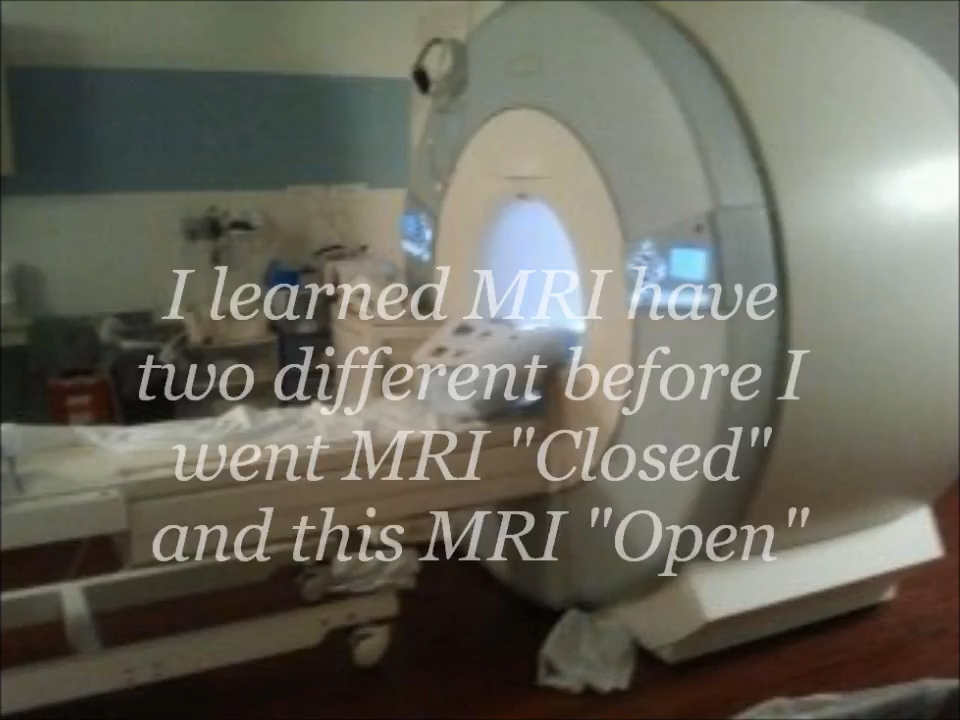 I learned MRI have
two different before I
went MRI "Closed"
and this MRI "Open"